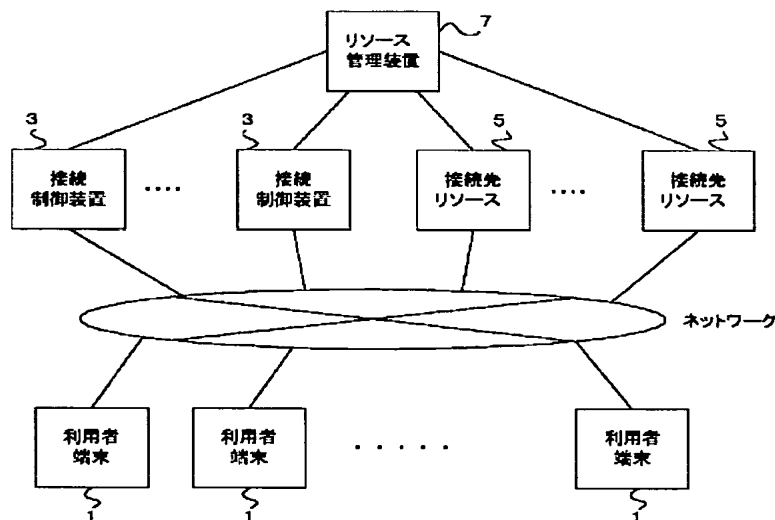 7
リソース
管理装置
3
3
5
5
接続
制御装置
‥‥
接続
制御装置
接続先
リソース
‥‥
接続先
リソース
ネットワーク
利用者
端末
利用者
端末
・・・・・
利用者
端末
1
1
1